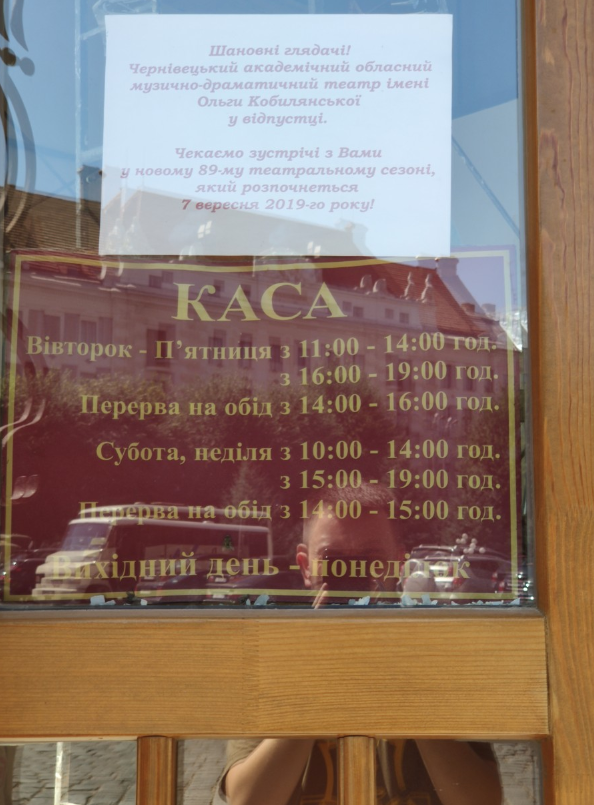 Шановні глядачі!
Чернівецький академічний обласний
музично-драматичний театр імені
Ольги Кобилянської
у відпустці.
Чекаємо зустрічі з Вами
у новому 89-му театральному сезоні,
який розпочнеться
7 вересня 2019-го року!
КАСА
Вівторок - П’ятниця з 11:00 - 14:00 год.
з 16:00 - 19:00 год.
Перерва на обід з 14:00 - 16:00 год.
Субота, неділя з 10:00 - 14:00 год.
з 15:00 - 19:00 год.
Перерва на обід з 14:00 - 15:00 год.
Вихідний день - понеділок